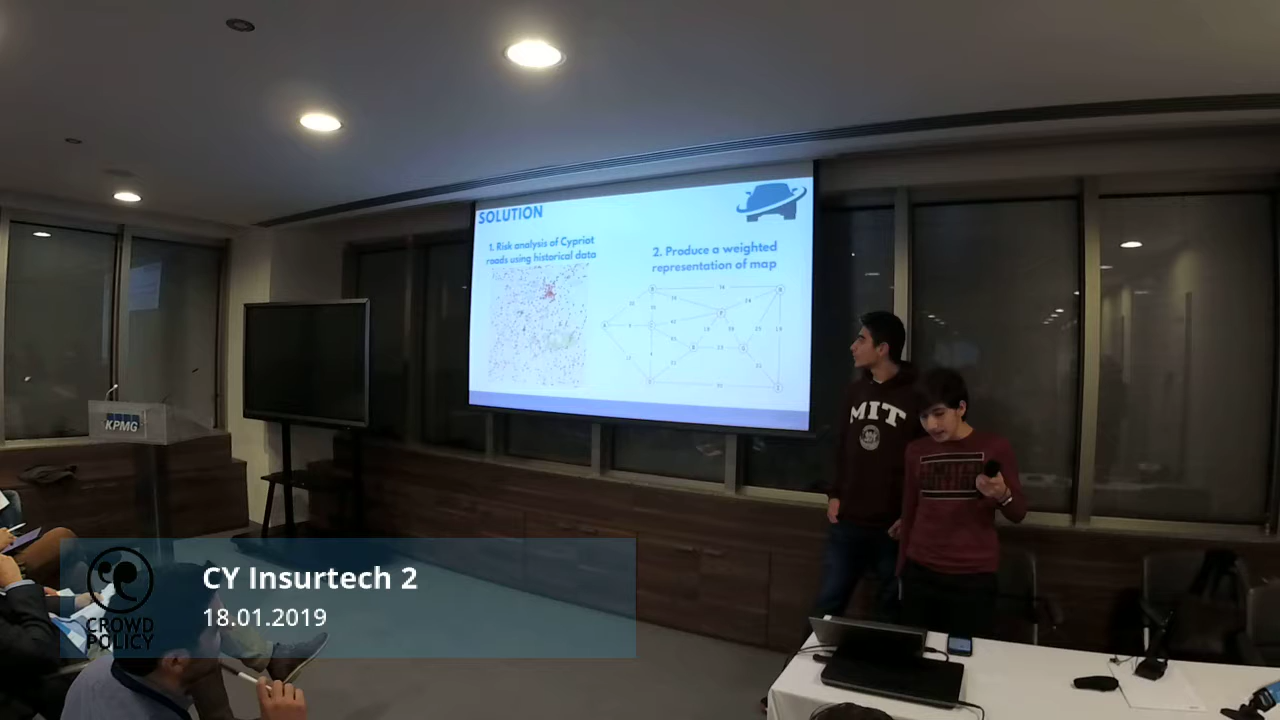 SOLUTION
1. Risk analysis of Cypriot
roads using historical data
2. Produce a weighted
representation of map
MIT
KPMG
CY Insurtech 2
18.01.2019
CROWD
POLICY